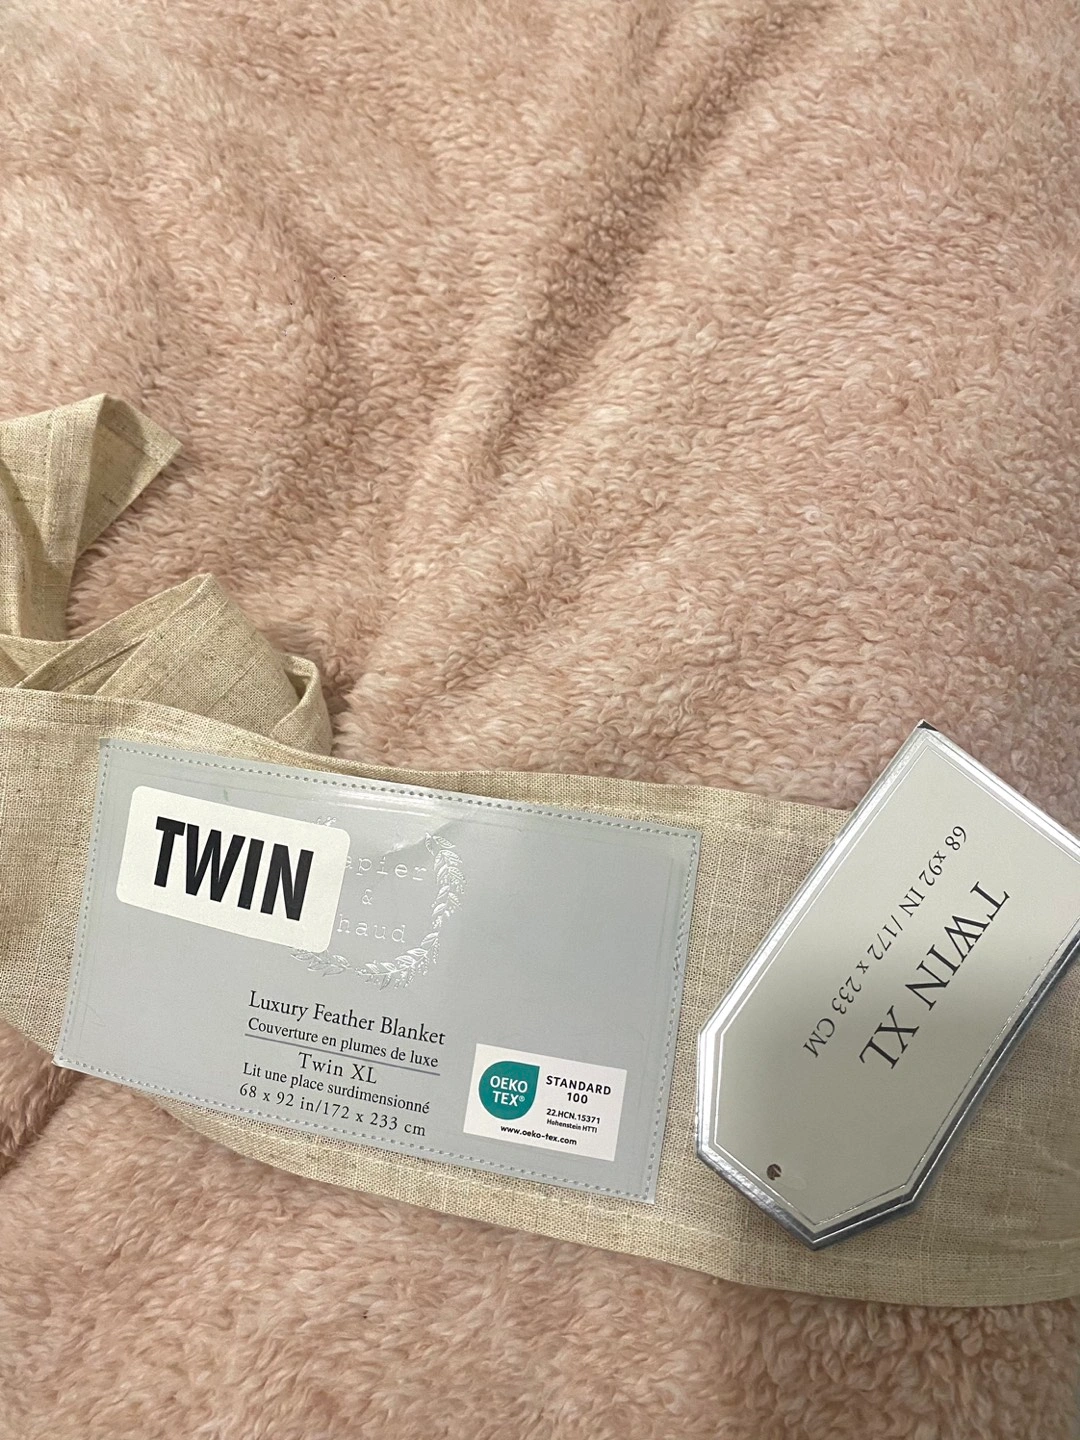 TWIN
apier
&
haud
Luxury Feather Blanket
Couverture en plumes de luxe
Twin XL
Lit une place surdimensionné
68 x 92 in/172 x 233 cm
OEKO
TEX®
STANDARD
100
22.HCN.15371
Hohenstein HTTI
www.oeko-tex.com
TWIN XL
68 x92 IN /172 x 233 CM